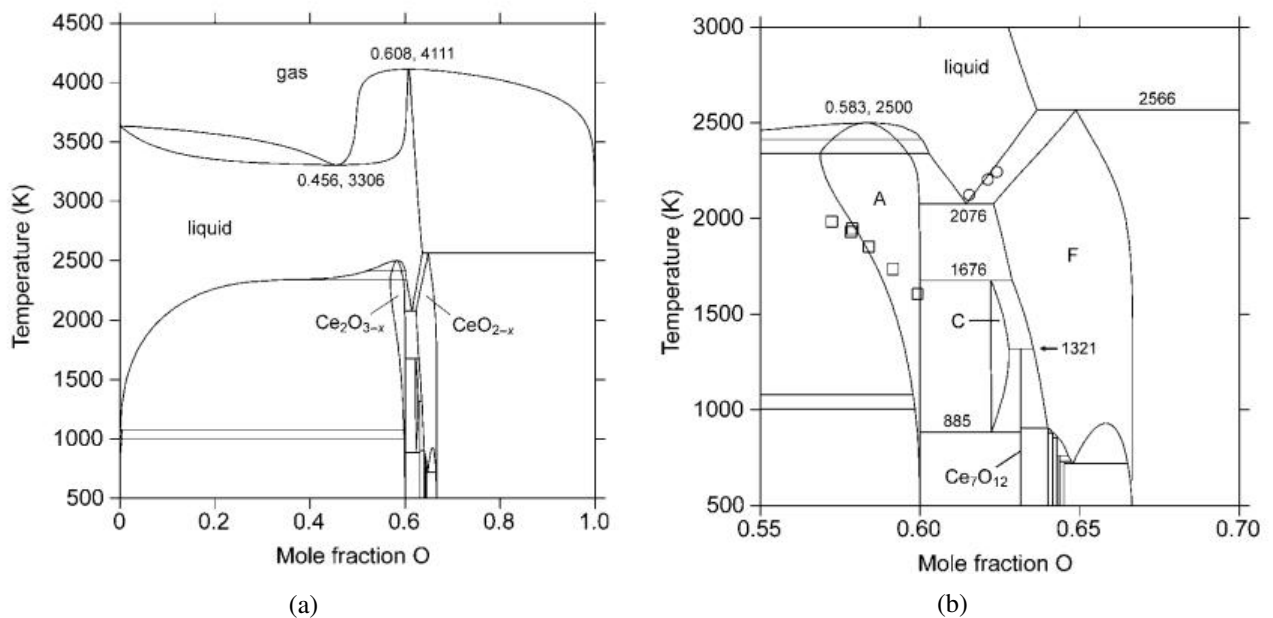 4500
4000
3500
3000
2500
2000
1500
1000
500
Temperature (K)
0
0.2
0.4
0.6
0.8
1.0
Mole fraction O
gas
0.608, 4111
0.456, 3306
liquid
Ce₂O₃₋ₓ
CeO₂₋ₓ
(a)
3000
2500
2000
1500
1000
500
Temperature (K)
0.55
0.60
0.65
0.70
Mole fraction O
liquid
0.583, 2500
2566
A
2076
F
1676
C
1321
885
Ce₇O₁₂
(b)